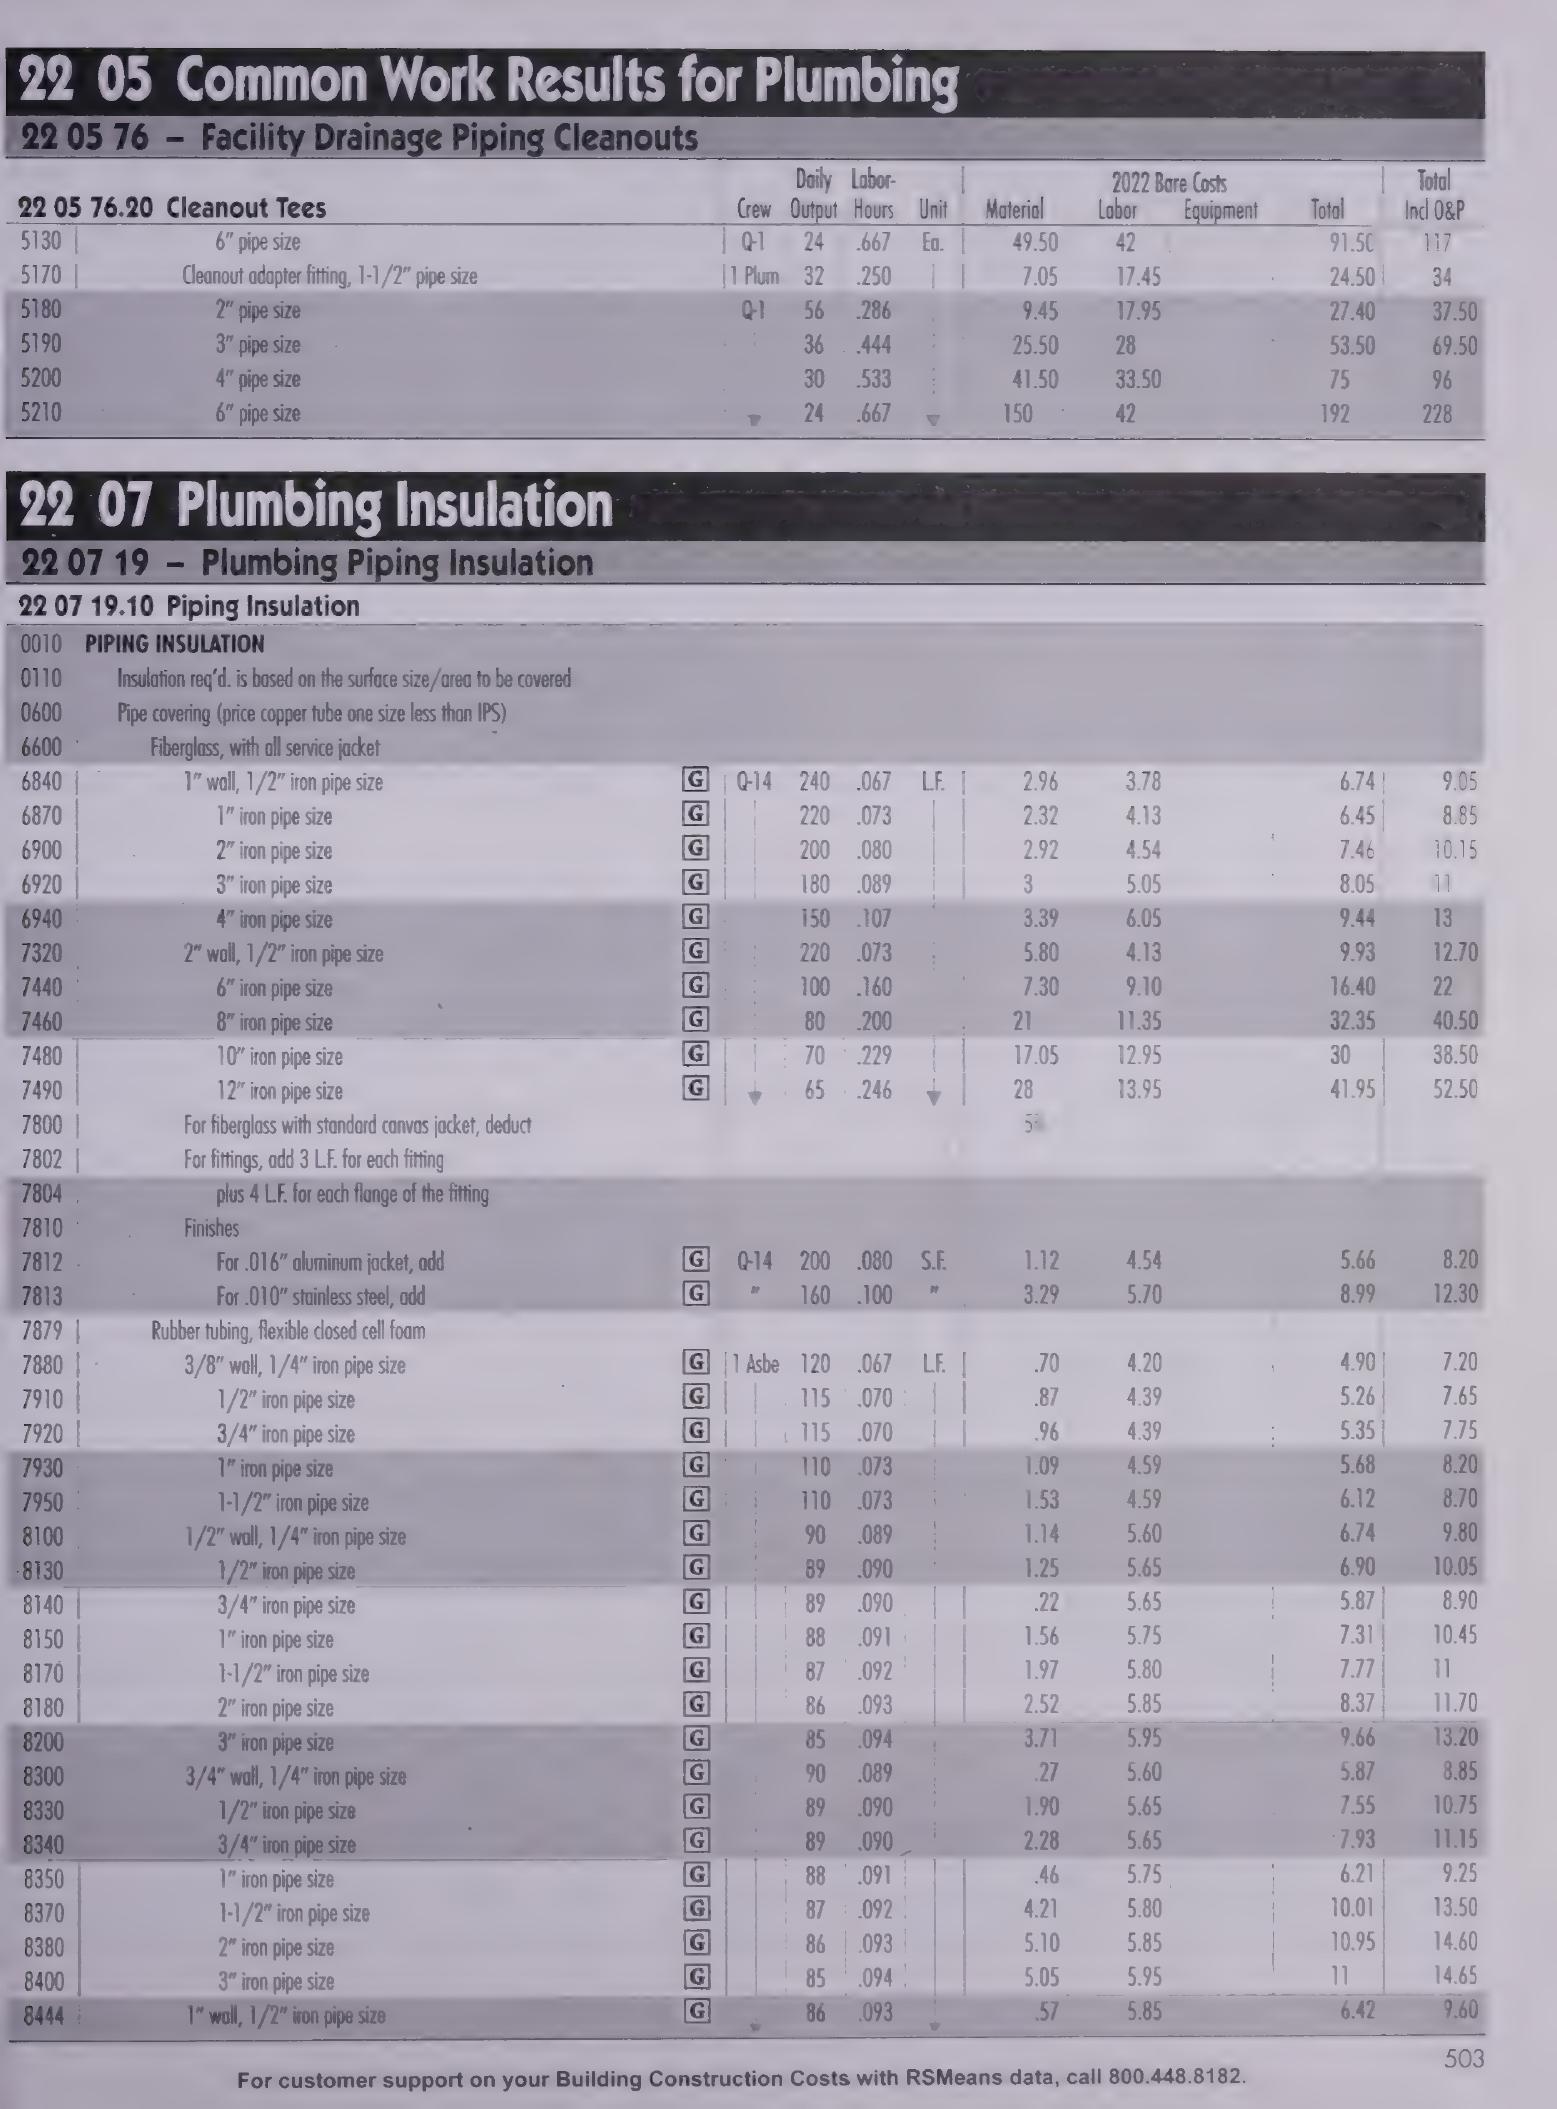 22 05 Common Work Results for Plumbing
22 05 76 – Facility Drainage Piping Cleanouts
Daily Labor- 2022 Bare Costs Total
22 05 76.20 Cleanout Tees Crew Output Hours Unit Material Labor Equipment Total Incl O&P
5130 6" pipe size Q-1 24 .667 Ea. 49.50 42 91.50 117
5170 Cleanout adapter fitting, 1-1/2" pipe size 1 Plum 32 .250 7.05 17.45 24.50 34
5180 2" pipe size Q-1 56 .286 9.45 17.95 27.40 37.50
5190 3" pipe size 36 .444 25.50 28 53.50 69.50
5200 4" pipe size 30 .533 41.50 33.50 75 96
5210 6" pipe size 24 .667 150 42 192 228
22 07 Plumbing Insulation
22 07 19 – Plumbing Piping Insulation
22 07 19.10 Piping Insulation
0010 PIPING INSULATION
0110 Insulation req'd. is based on the surface size/area to be covered
0600 Pipe covering (price copper tube one size less than IPS)
6600 Fiberglass, with all service jacket
6840 1" wall, 1/2" iron pipe size G Q-14 240 .067 L.F. 2.96 3.78 6.74 9.05
6870 1" iron pipe size G 220 .073 2.32 4.13 6.45 8.85
6900 2" iron pipe size G 200 .080 2.92 4.54 7.46 10.15
6920 3" iron pipe size G 180 .089 3 5.05 8.05 11
6940 4" iron pipe size G 150 .107 3.39 6.05 9.44 13
7320 2" wall, 1/2" iron pipe size G 220 .073 5.80 4.13 9.93 12.70
7440 6" iron pipe size G 100 .160 7.30 9.10 16.40 22
7460 8" iron pipe size G 80 .200 21 11.35 32.35 40.50
7480 10" iron pipe size G 70 .229 17.05 12.95 30 38.50
7490 12" iron pipe size G 65 .246 28 13.95 41.95 52.50
7800 For fiberglass with standard canvas jacket, deduct
7802 For fittings, add 3 L.F. for each fitting
7804 plus 4 L.F. for each flange of the fitting
7810 Finishes
7812 For .016" aluminum jacket, add G Q-14 200 .080 S.F. 1.12 4.54 5.66 8.20
7813 For .010" stainless steel, add G " 160 .100 " 3.29 5.70 8.99 12.30
7879 Rubber tubing, flexible closed cell foam
7880 3/8" wall, 1/4" iron pipe size G 1 Asbe 120 .067 L.F. .70 4.20 4.90 7.20
7910 1/2" iron pipe size G 115 .070 .87 4.39 5.26 7.65
7920 3/4" iron pipe size G 115 .070 .96 4.39 5.35 7.75
7930 1" iron pipe size G 110 .073 1.09 4.59 5.68 8.20
7950 1-1/2" iron pipe size G 110 .073 1.53 4.59 6.12 8.70
8100 1/2" wall, 1/4" iron pipe size G 90 .089 1.14 5.60 6.74 9.80
8130 1/2" iron pipe size G 89 .090 1.25 5.65 6.90 10.05
8140 3/4" iron pipe size G 89 .090 .22 5.65 5.87 8.90
8150 1" iron pipe size G 88 .091 1.56 5.75 7.31 10.45
8170 1-1/2" iron pipe size G 87 .092 1.97 5.80 7.77 11
8180 2" iron pipe size G 86 .093 2.52 5.85 8.37 11.70
8200 3" iron pipe size G 85 .094 3.71 5.95 9.66 13.20
8300 3/4" wall, 1/4" iron pipe size G 90 .089 .27 5.60 5.87 8.85
8330 1/2" iron pipe size G 89 .090 1.90 5.65 7.55 10.75
8340 3/4" iron pipe size G 89 .090 2.28 5.65 7.93 11.15
8350 1" iron pipe size G 88 .091 .46 5.75 6.21 9.25
8370 1-1/2" iron pipe size G 87 .092 4.21 5.80 10.01 13.50
8380 2" iron pipe size G 86 .093 5.10 5.85 10.95 14.60
8400 3" iron pipe size G 85 .094 5.05 5.95 11 14.65
8444 1" wall, 1/2" iron pipe size G 86 .093 .57 5.85 6.42 9.60
503
For customer support on your Building Construction Costs with RSMeans data, call 800.448.8182.